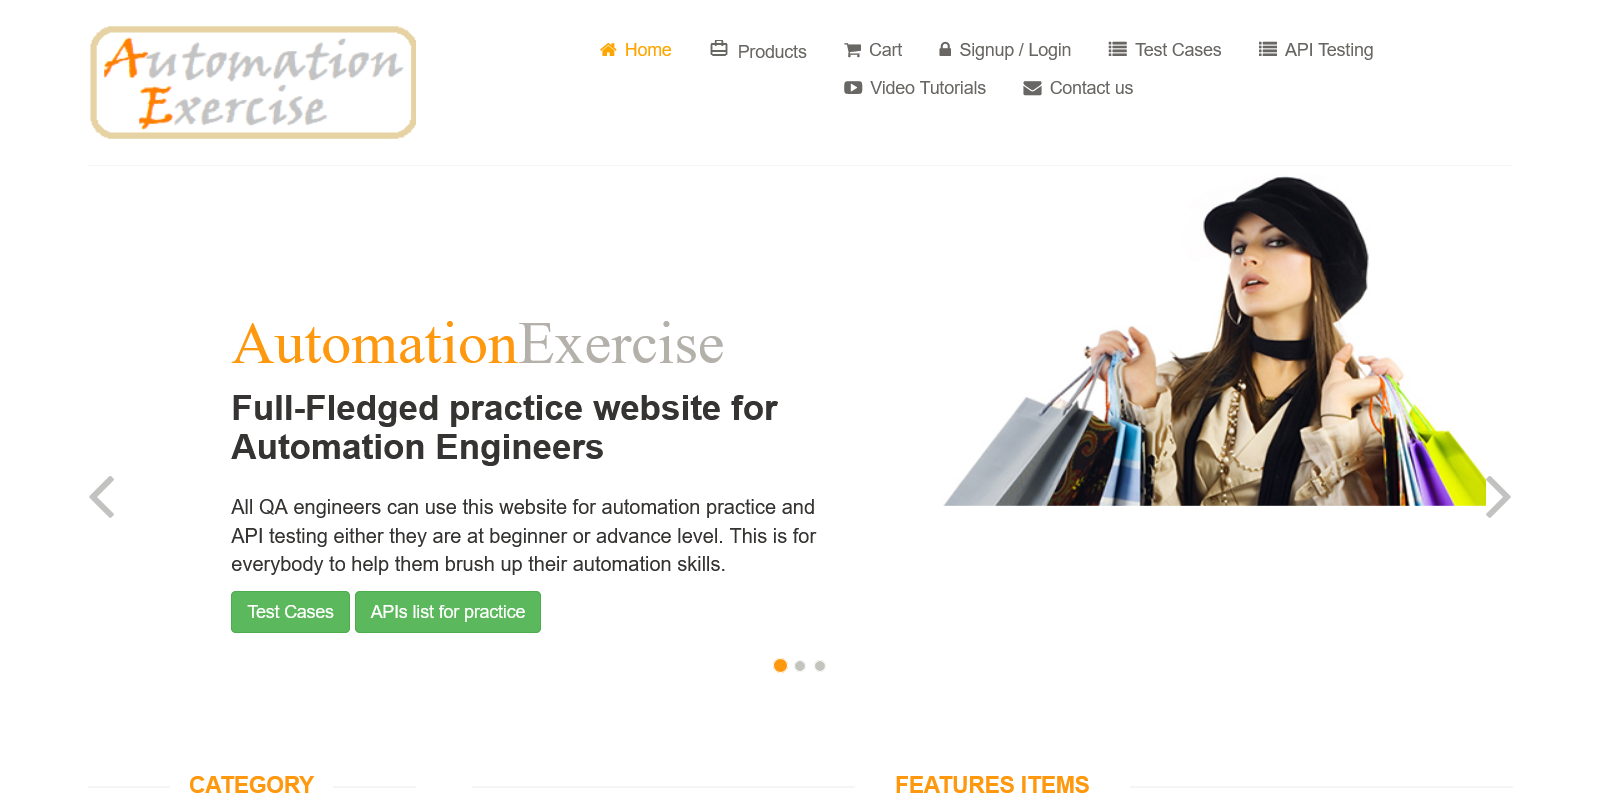 Automation
Exercise
Home Products Cart Signup / Login Test Cases API Testing
Video Tutorials Contact us
AutomationExercise
Full-Fledged practice website for
Automation Engineers
All QA engineers can use this website for automation practice and
API testing either they are at beginner or advance level. This is for
everybody to help them brush up their automation skills.
Test Cases APIs list for practice
CATEGORY FEATURES ITEMS